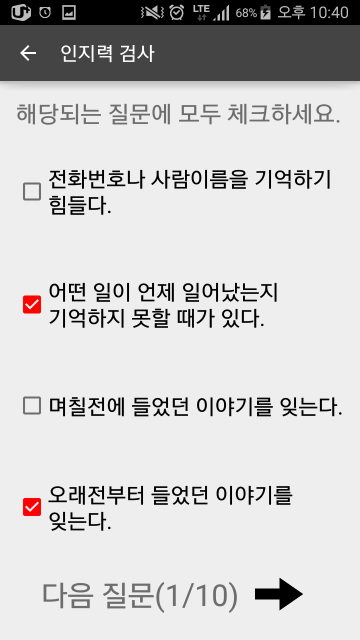 LTE 68% 오후 10:40
인지력 검사
해당되는 질문에 모두 체크하세요.
전화번호나 사람이름을 기억하기
힘들다.
어떤 일이 언제 일어났는지
기억하지 못할 때가 있다.
며칠전에 들었던 이야기를 잊는다.
오래전부터 들었던 이야기를
잊는다.
다음 질문(1/10)